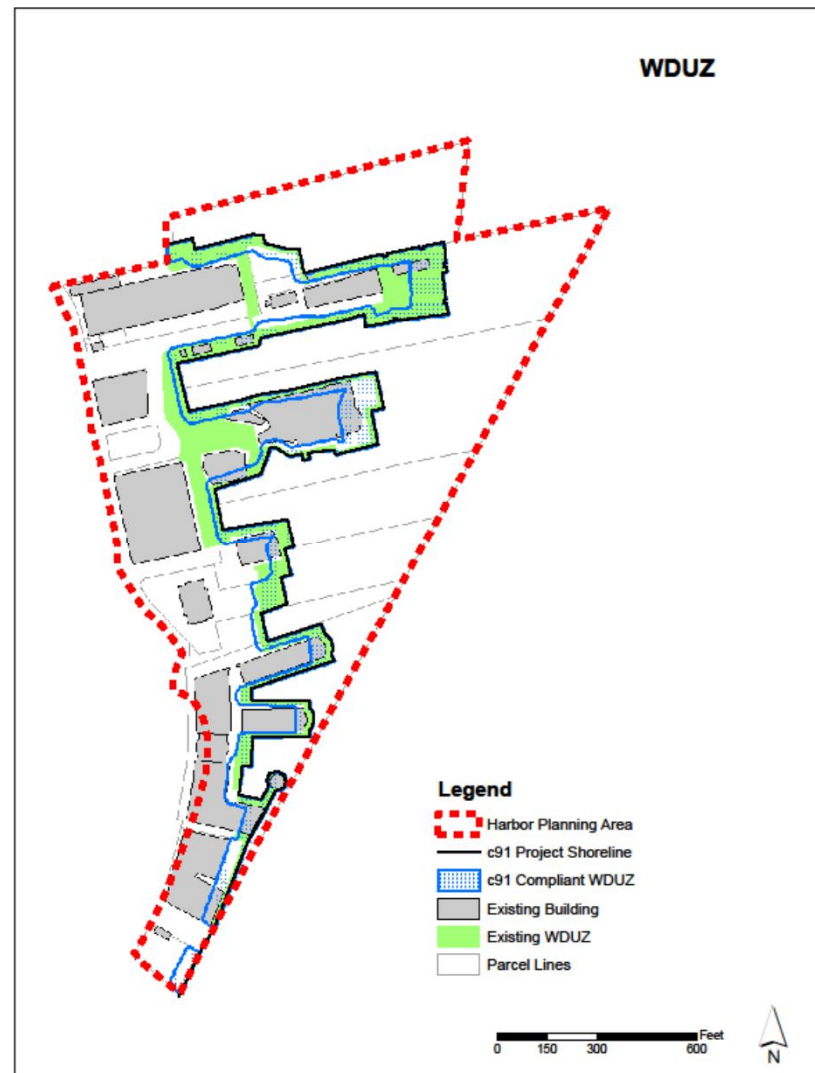 WDUZ
Legend
Harbor Planning Area
c91 Project Shoreline
c91 Compliant WDUZ
Existing Building
Existing WDUZ
Parcel Lines
Feet
0 150 300 600
N